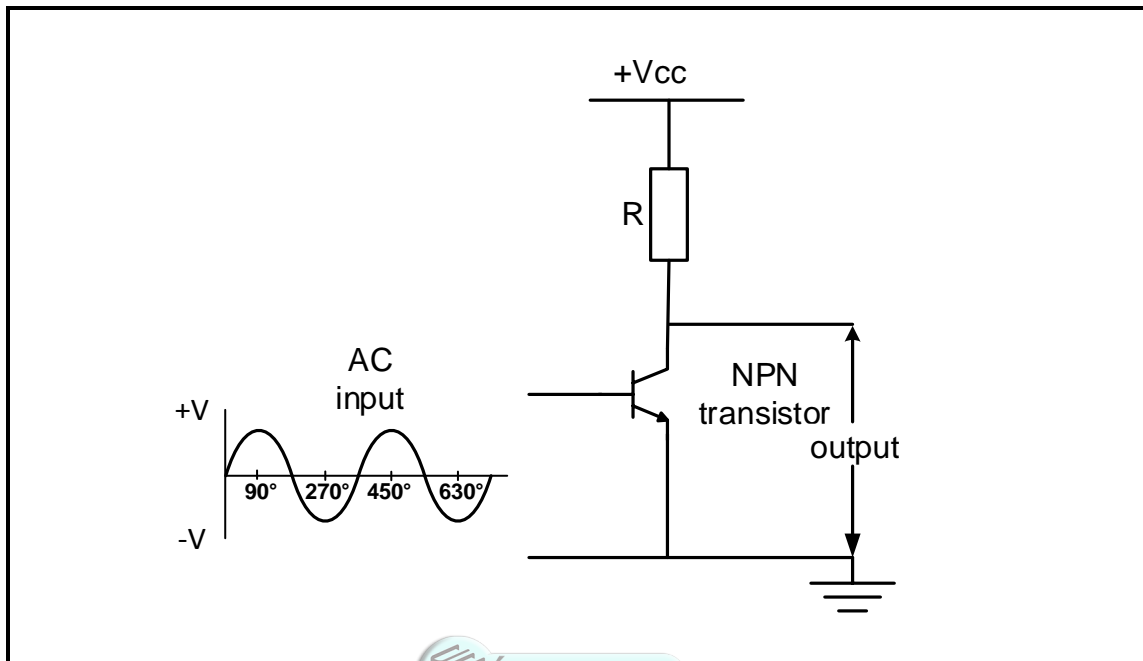 +Vcc
R
AC
input
NPN
transistor
output
+V
90°
270°
450°
630°
-V